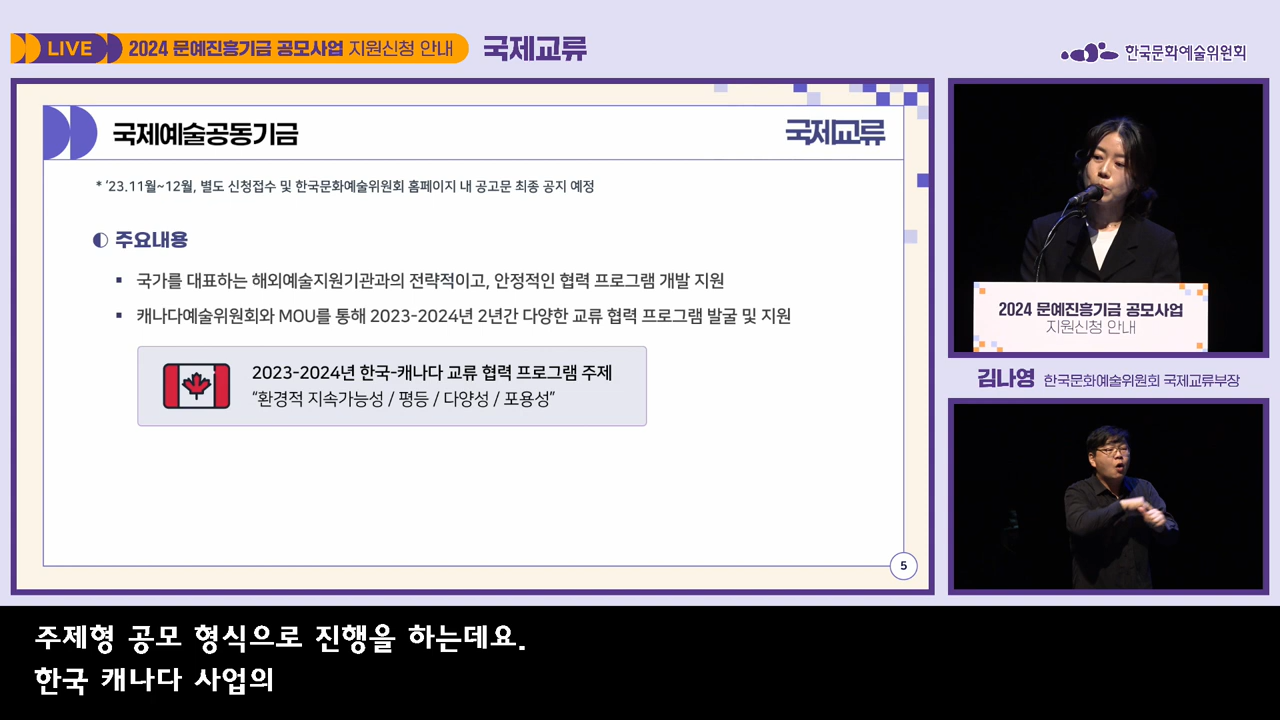 LIVE 2024 문예진흥기금 공모사업 지원신청 안내 국제교류
한국문화예술위원회
국제예술공동기금
국제교류
* '23.11월~12월, 별도 신청접수 및 한국문화예술위원회 홈페이지 내 공고문 최종 공지 예정
주요내용
국가를 대표하는 해외예술지원기관과의 전략적이고, 안정적인 협력 프로그램 개발 지원
캐나다예술위원회와 MOU를 통해 2023-2024년 2년간 다양한 교류 협력 프로그램 발굴 및 지원
2023-2024년 한국-캐나다 교류 협력 프로그램 주제
“환경적 지속가능성 / 평등 / 다양성 / 포용성”
5
2024 문예진흥기금 공모사업
지원신청 안내
김나영 한국문화예술위원회 국제교류부장
주제형 공모 형식으로 진행을 하는데요.
한국 캐나다 사업의